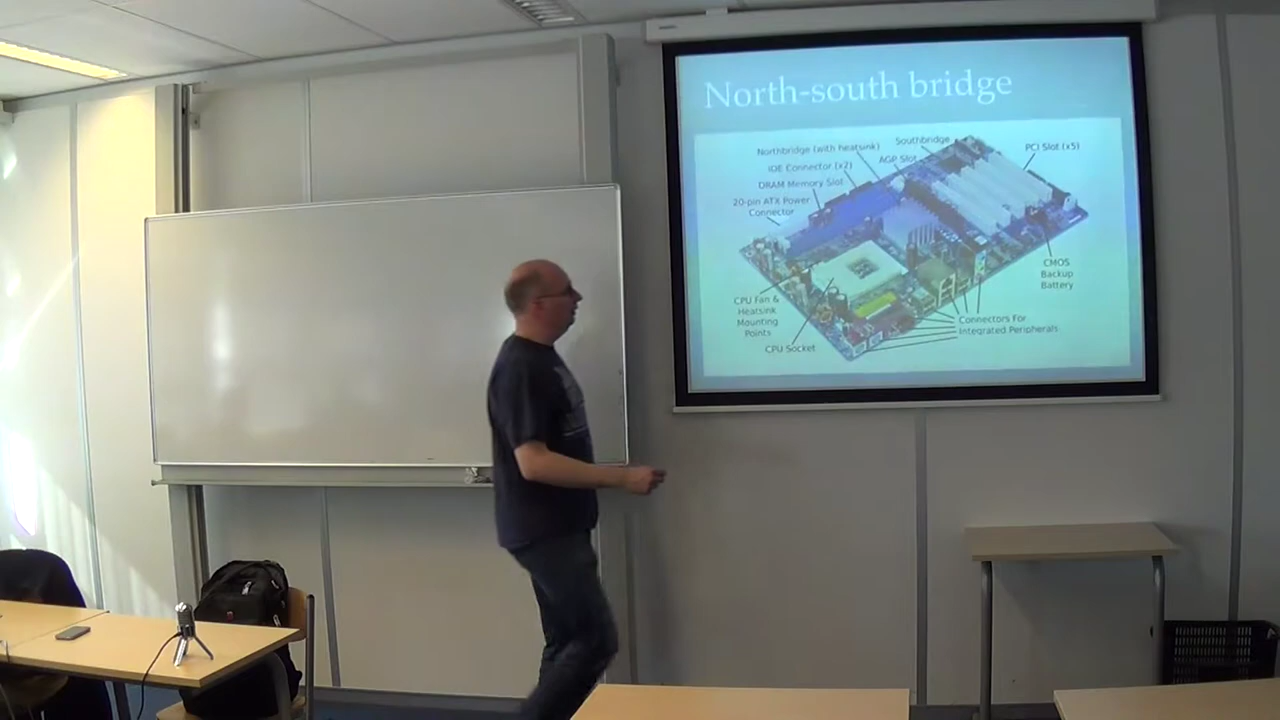 North-south bridge
Southbridge
Northbridge (with heatsink)
PCI Slot (x5)
AGP Slot
IDE Connector (x2)
DRAM Memory Slot
20-pin ATX Power
Connector
CMOS
Backup
Battery
CPU Fan &
Heatsink
Mounting
Points
Connectors For
Integrated Peripherals
CPU Socket